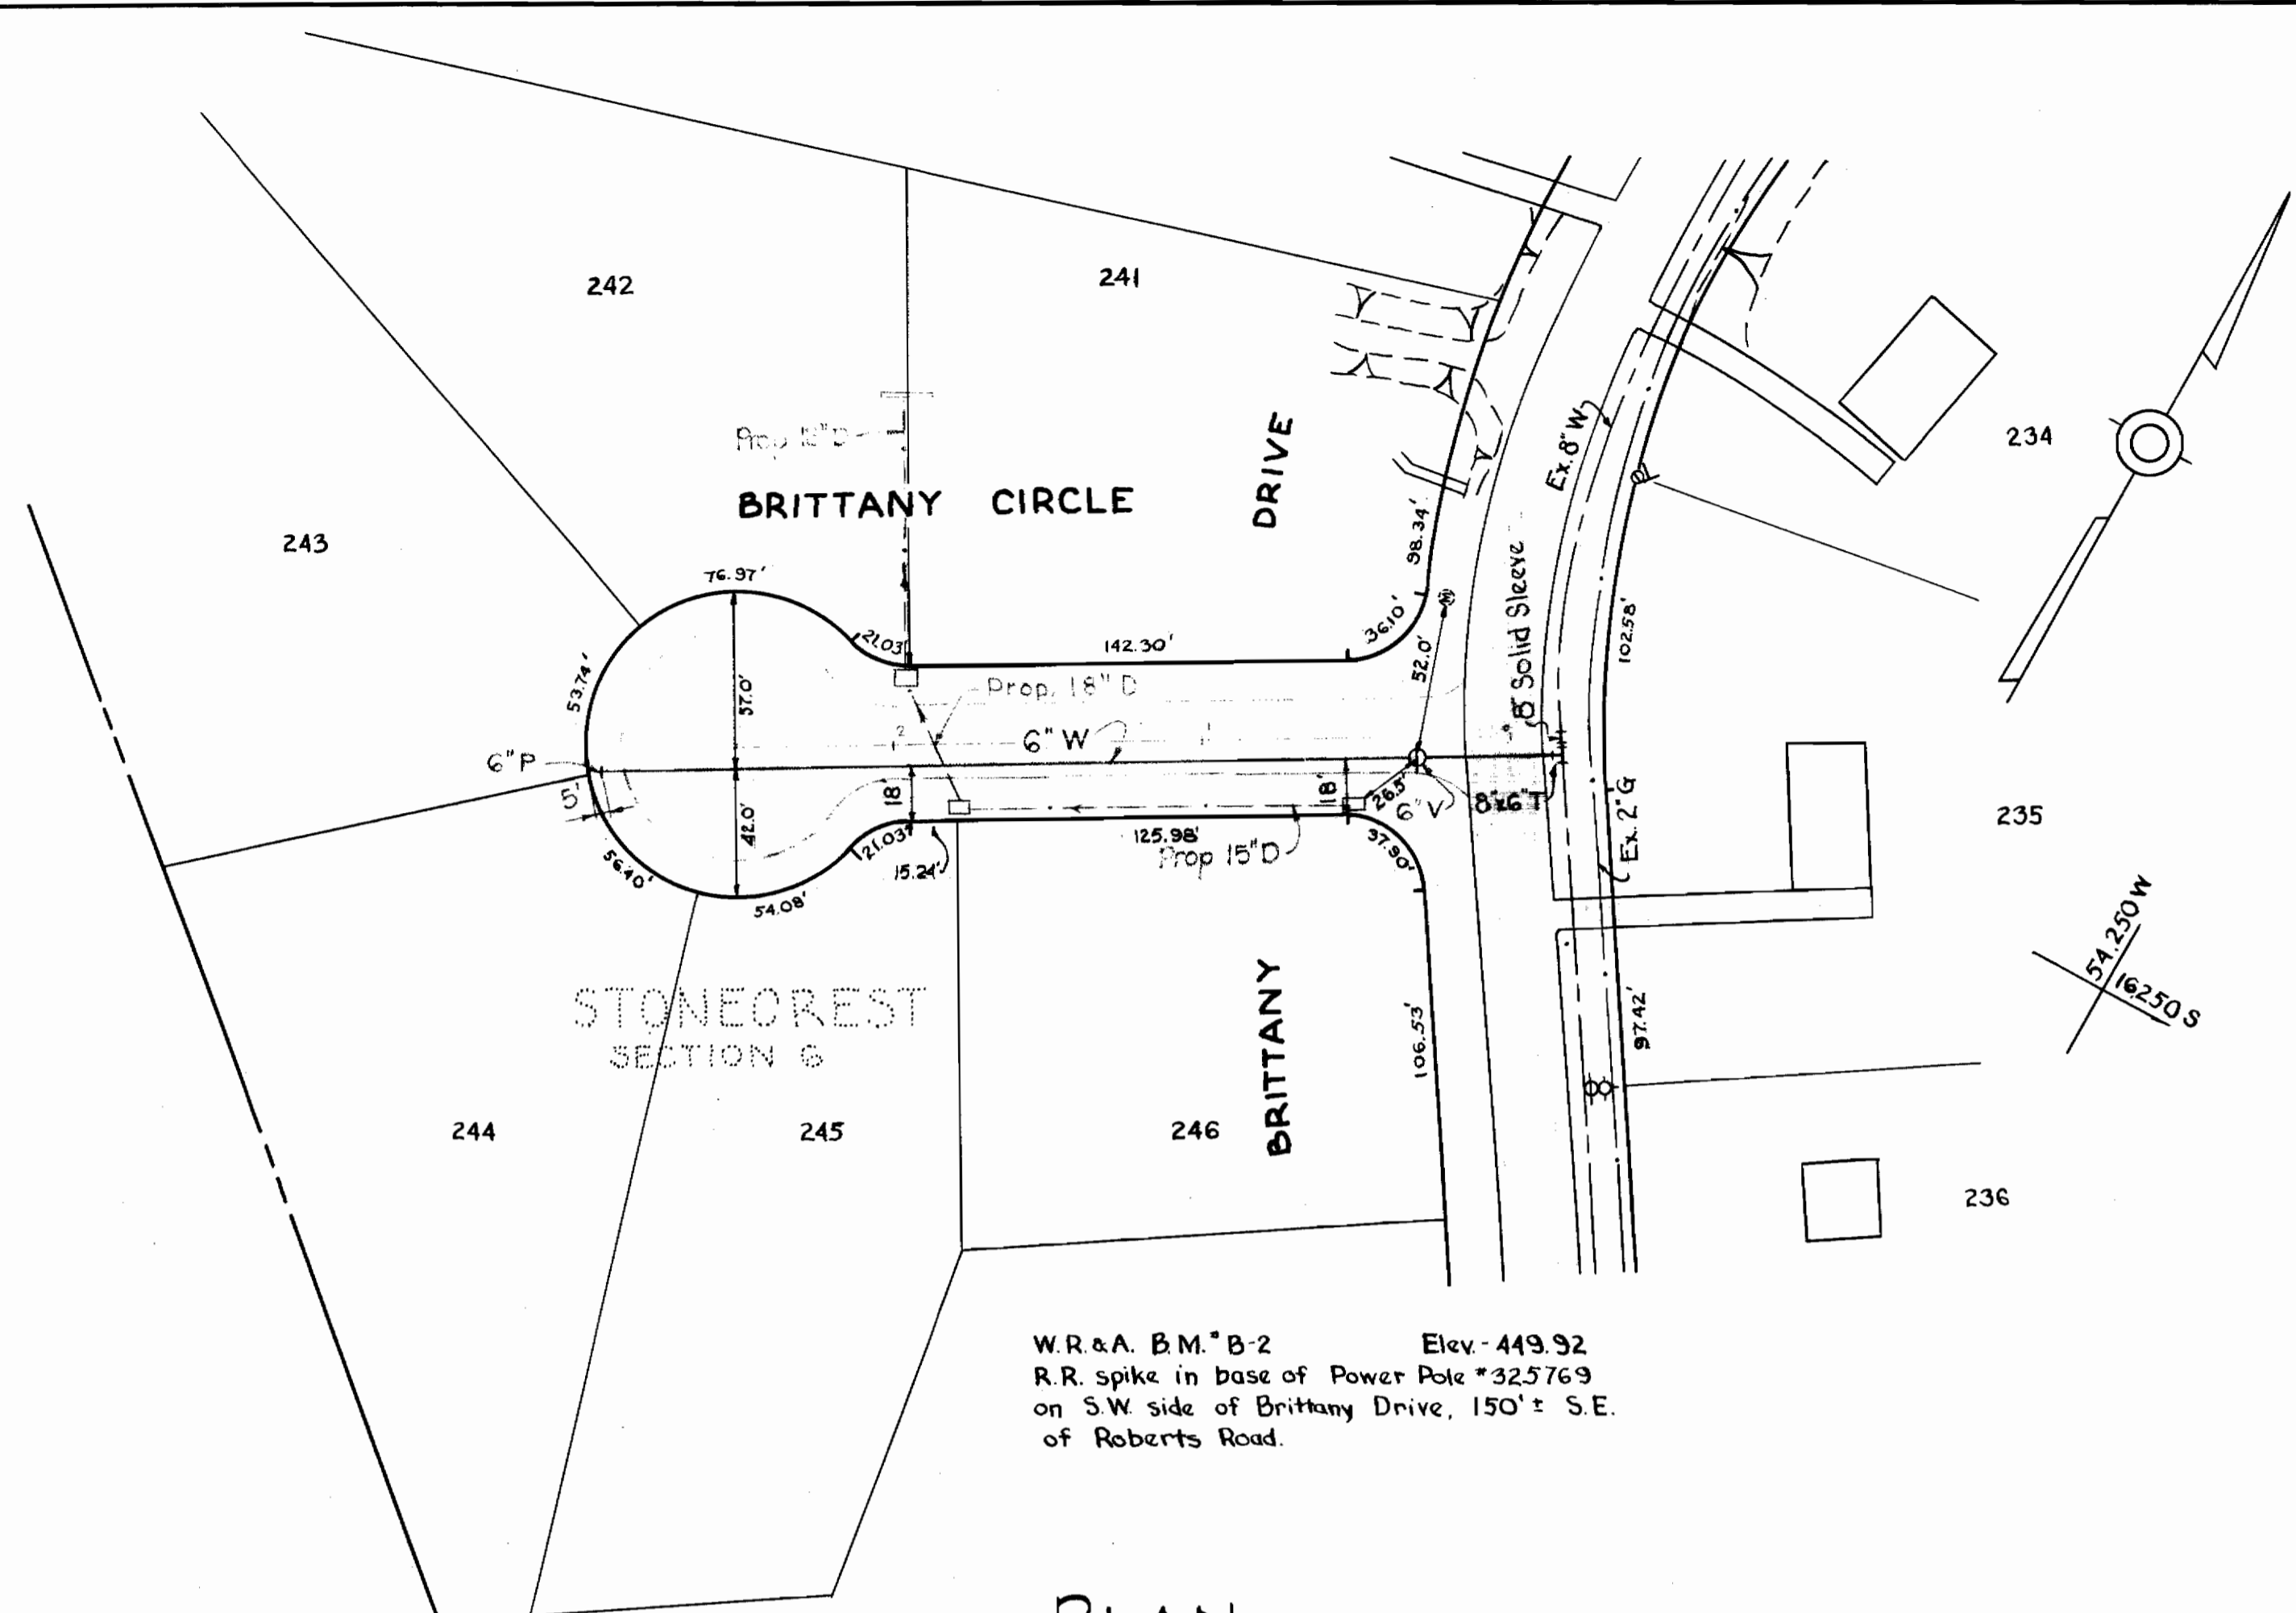 242
241
234
Ex. 8" W
Prop 18" D
BRITTANY CIRCLE
DRIVE
243
98.34'
8" Solid Sleeve
76.97'
21.03'
142.30'
36.10'
52.0'
102.58'
53.74'
57.0'
Prop. 18" D
2
1
6" W
6" P
5'
18'
18'
26.5'
6" V
8"x6" T
Ex. 2" G
235
42.0'
21.03'
15.24'
125.98'
Prop 15" D
37.90'
56.40'
54.08'
54.250 W
16250 S
STONECREST
SECTION 6
BRITTANY
106.53'
97.42'
244
245
246
236
W.R.&A. B.M.#B-2 Elev.-449.92
R.R. spike in base of Power Pole #325769
on S.W. side of Brittany Drive, 150'± S.E.
of Roberts Road.
PLAN